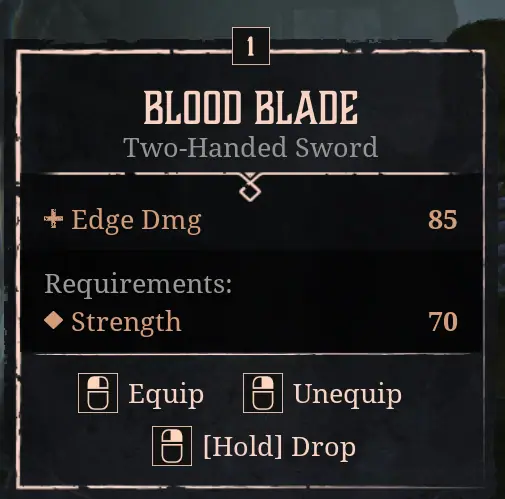 1
BLOOD BLADE
Two-Handed Sword
Edge Dmg 85
Requirements:
Strength 70
Equip Unequip
[Hold] Drop